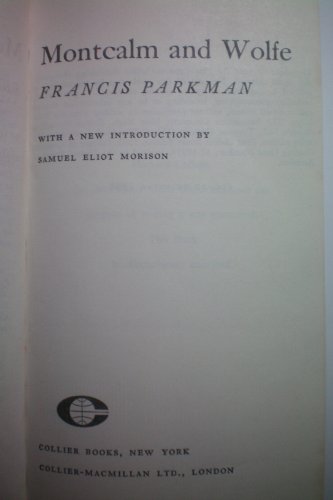 Montcalm and Wolfe
FRANCIS PARKMAN
WITH A NEW INTRODUCTION BY
SAMUEL ELIOT MORISON
COLLIER BOOKS, NEW YORK
COLLIER-MACMILLAN LTD., LONDON